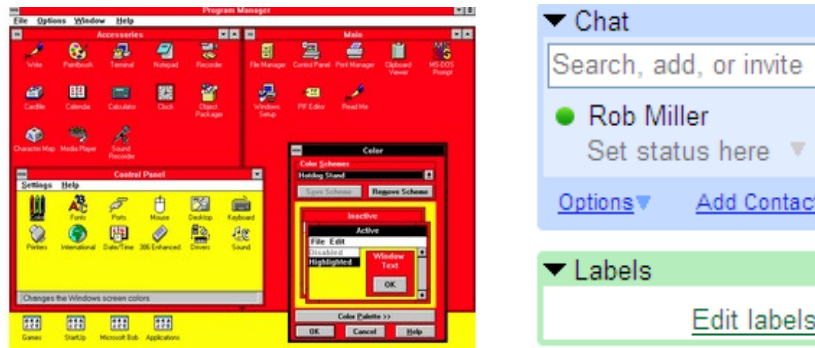 Program Manager
File Options Window Help
Accessories
Write Paintbrush Terminal Notepad Recorder
Cardfile Calendar Calculator Clock Object Packager
Character Map Media Player Sound Recorder
Main
File Manager Control Panel Print Manager Clipboard Viewer MS-DOS Prompt
Windows Setup PIF Editor Read Me
Control Panel
Settings Help
Fonts Ports Mouse Desktop Keyboard
Printers International Date/Time 386 Enhanced Drivers Sound
Changes the Windows screen colors
Games StartUp Microsoft Bob Applications
Color
Color Schemes
Hotdog Stand
Save Scheme Remove Scheme
Inactive
Active
File Edit
Disabled
Highlighted
Window
Text
OK
Color Palette >>
OK Cancel Help
Chat
Search, add, or invite
Rob Miller
Set status here
Options Add Contact
Labels
Edit labels